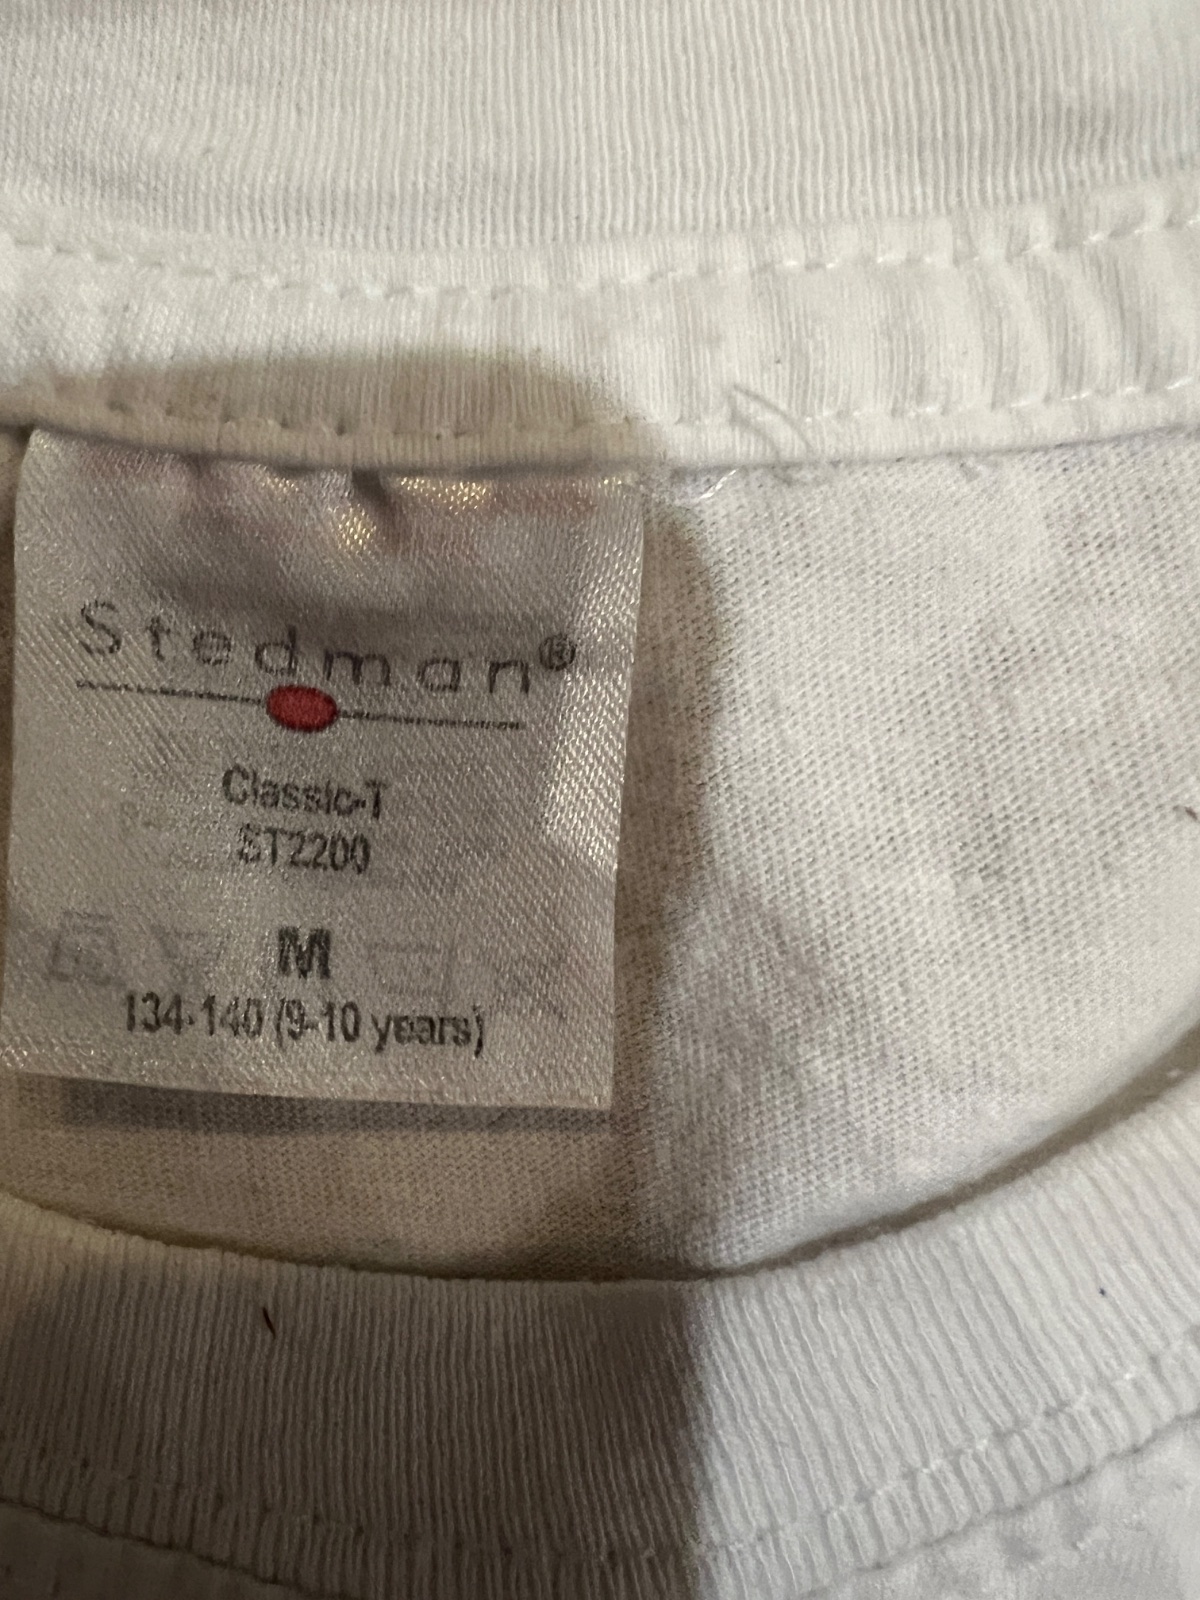 Stedman®
Classic-T
ST2200
M
134-140 (9-10 years)